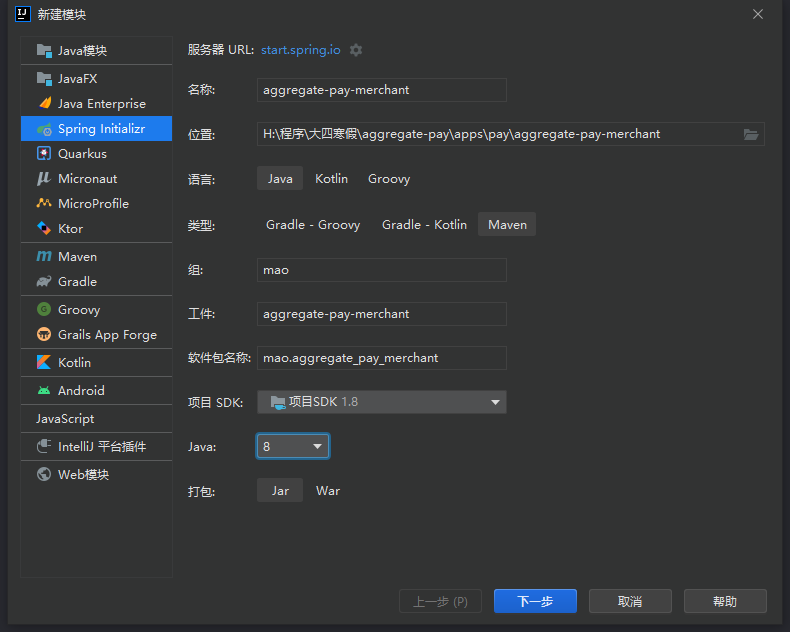 新建模块
Java模块
JavaFX
Java Enterprise
Spring Initializr
Quarkus
Micronaut
MicroProfile
Ktor
Maven
Gradle
Groovy
Grails App Forge
Kotlin
Android
JavaScript
IntelliJ 平台插件
Web模块
服务器 URL: start.spring.io
名称: aggregate-pay-merchant
位置: H:\程序\大四寒假\aggregate-pay\apps\pay\aggregate-pay-merchant
语言: Java Kotlin Groovy
类型: Gradle - Groovy Gradle - Kotlin Maven
组: mao
工件: aggregate-pay-merchant
软件包名称: mao.aggregate_pay_merchant
项目 SDK: 项目SDK 1.8
Java: 8
打包: Jar War
上一步 (P) 下一步 取消 帮助